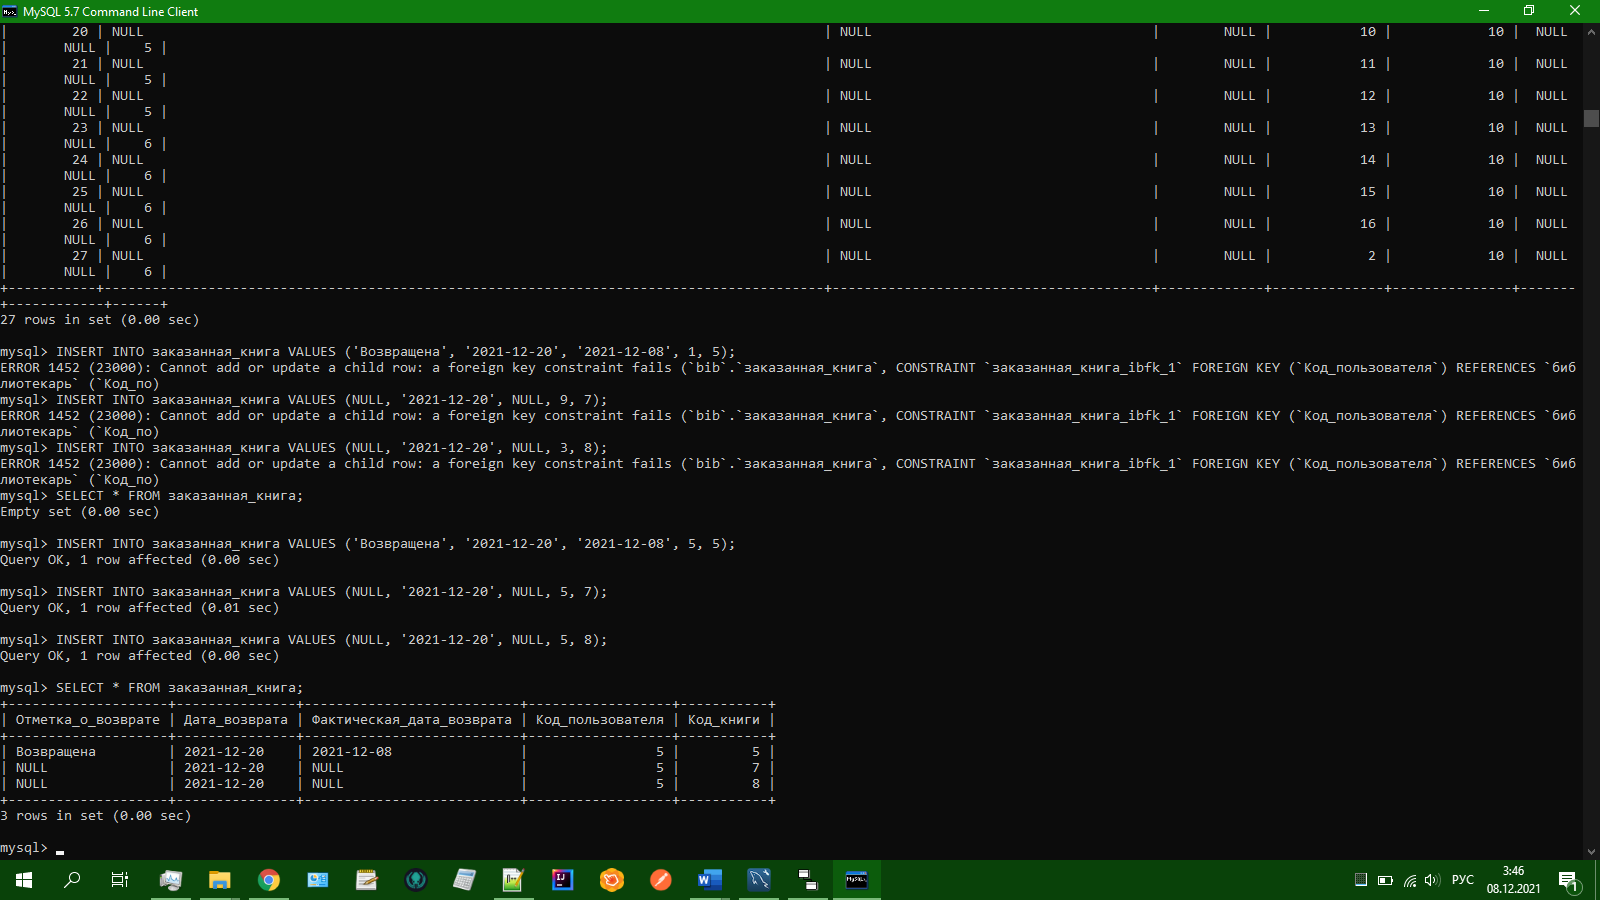 MySQL 5.7 Command Line Client
| 20 | NULL | NULL | NULL | 10 | 10 | NULL
| NULL | 5 |
| 21 | NULL | NULL | NULL | 11 | 10 | NULL
| NULL | 5 |
| 22 | NULL | NULL | NULL | 12 | 10 | NULL
| NULL | 5 |
| 23 | NULL | NULL | NULL | 13 | 10 | NULL
| NULL | 6 |
| 24 | NULL | NULL | NULL | 14 | 10 | NULL
| NULL | 6 |
| 25 | NULL | NULL | NULL | 15 | 10 | NULL
| NULL | 6 |
| 26 | NULL | NULL | NULL | 16 | 10 | NULL
| NULL | 6 |
| 27 | NULL | NULL | NULL | 2 | 10 | NULL
| NULL | 6 |
27 rows in set (0.00 sec)
mysql> INSERT INTO заказанная_книга VALUES ('Возвращена', '2021-12-20', '2021-12-08', 1, 5);
ERROR 1452 (23000): Cannot add or update a child row: a foreign key constraint fails (`bib`.`заказанная_книга`, CONSTRAINT `заказанная_книга_ibfk_1` FOREIGN KEY (`Код_пользователя`) REFERENCES `биб
лиотекарь` (`Код_по)
mysql> INSERT INTO заказанная_книга VALUES (NULL, '2021-12-20', NULL, 9, 7);
ERROR 1452 (23000): Cannot add or update a child row: a foreign key constraint fails (`bib`.`заказанная_книга`, CONSTRAINT `заказанная_книга_ibfk_1` FOREIGN KEY (`Код_пользователя`) REFERENCES `биб
лиотекарь` (`Код_по)
mysql> INSERT INTO заказанная_книга VALUES (NULL, '2021-12-20', NULL, 3, 8);
ERROR 1452 (23000): Cannot add or update a child row: a foreign key constraint fails (`bib`.`заказанная_книга`, CONSTRAINT `заказанная_книга_ibfk_1` FOREIGN KEY (`Код_пользователя`) REFERENCES `биб
лиотекарь` (`Код_по)
mysql> SELECT * FROM заказанная_книга;
Empty set (0.00 sec)
mysql> INSERT INTO заказанная_книга VALUES ('Возвращена', '2021-12-20', '2021-12-08', 5, 5);
Query OK, 1 row affected (0.00 sec)
mysql> INSERT INTO заказанная_книга VALUES (NULL, '2021-12-20', NULL, 5, 7);
Query OK, 1 row affected (0.01 sec)
mysql> INSERT INTO заказанная_книга VALUES (NULL, '2021-12-20', NULL, 5, 8);
Query OK, 1 row affected (0.00 sec)
mysql> SELECT * FROM заказанная_книга;
| Отметка_о_возврате | Дата_возврата | Фактическая_дата_возврата | Код_пользователя | Код_книги |
| Возвращена | 2021-12-20 | 2021-12-08 | 5 | 5 |
| NULL | 2021-12-20 | NULL | 5 | 7 |
| NULL | 2021-12-20 | NULL | 5 | 8 |
3 rows in set (0.00 sec)
mysql>
РУС
3:46
08.12.2021
1